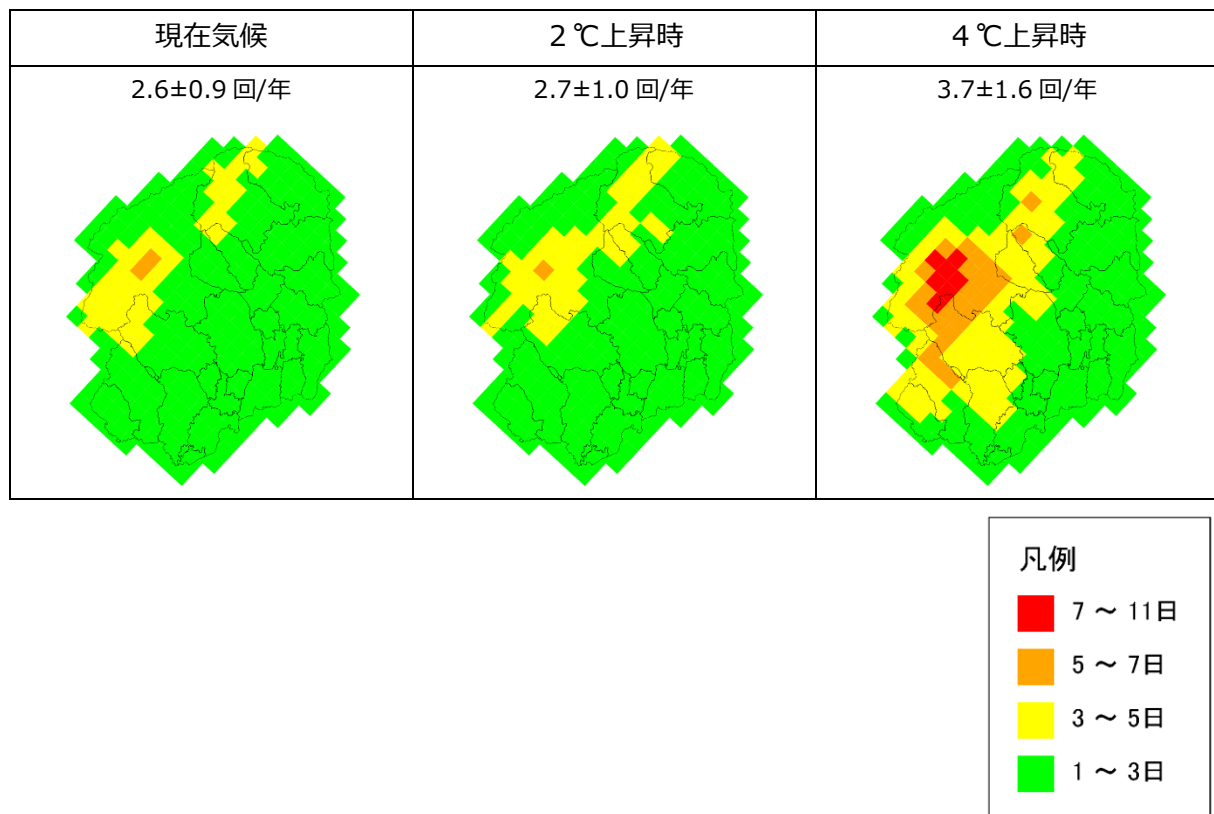 現在気候
２℃上昇時
４℃上昇時
2.6±0.9 回/年
2.7±1.0 回/年
3.7±1.6 回/年
凡例
7 ～ 11日
5 ～ 7日
3 ～ 5日
1 ～ 3日